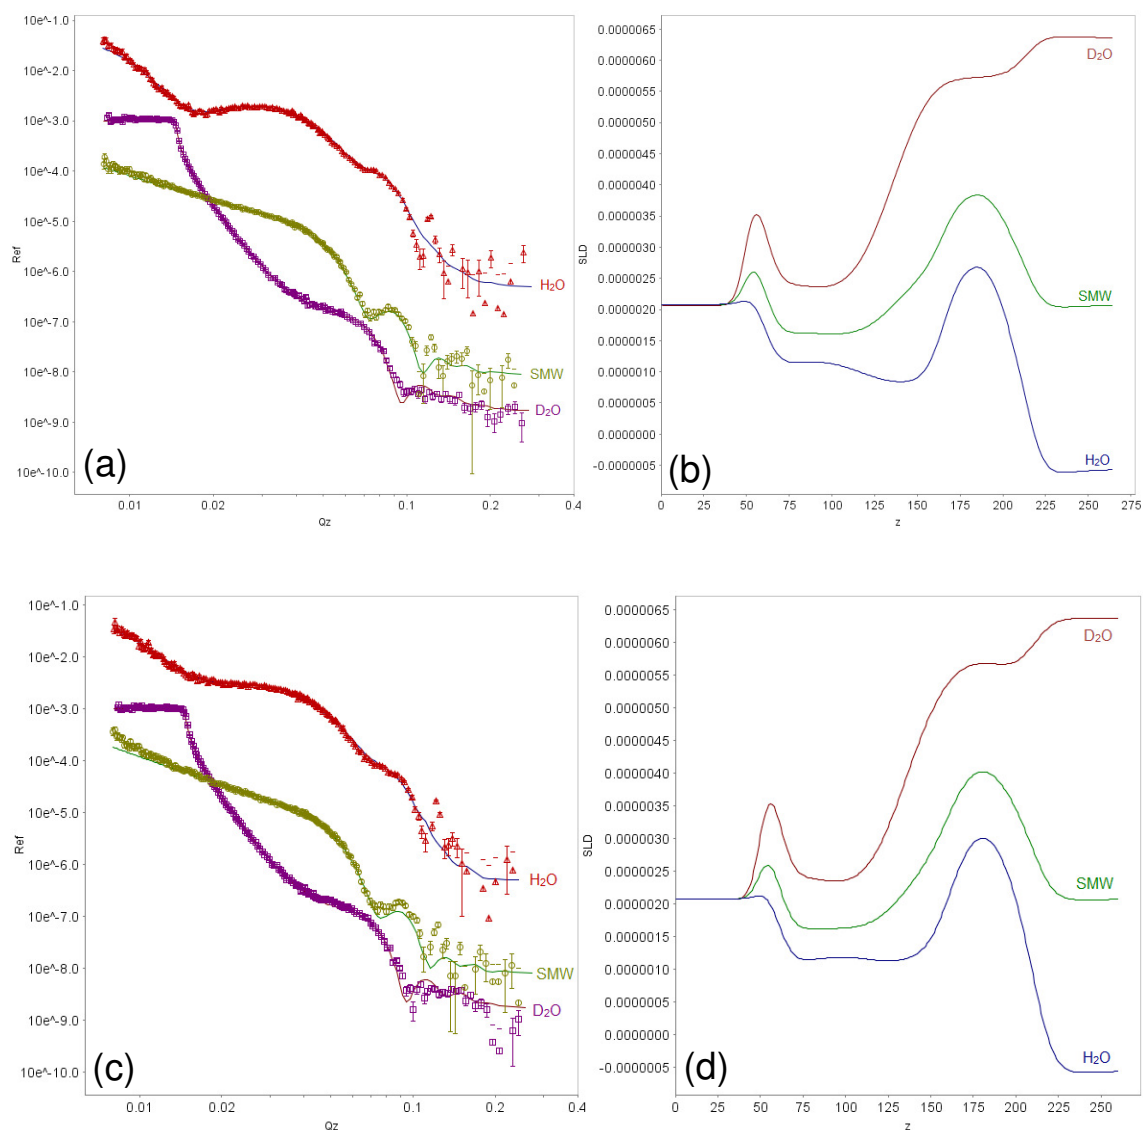 10e^-1.0
10e^-2.0
10e^-3.0
10e^-4.0
10e^-5.0
10e^-6.0
10e^-7.0
10e^-8.0
10e^-9.0
10e^-10.0
Ref
H₂O
SMW
D₂O
(a)
0.01 0.02 0.1 0.2 0.4
Qz
0.0000065
0.0000060
0.0000055
0.0000050
0.0000045
0.0000040
0.0000035
0.0000030
0.0000025
0.0000020
0.0000015
0.0000010
0.0000005
0.0000000
-0.0000005
SLD
D₂O
SMW
H₂O
(b)
0 25 50 75 100 125 150 175 200 225 250 275
z
10e^-1.0
10e^-2.0
10e^-3.0
10e^-4.0
10e^-5.0
10e^-6.0
10e^-7.0
10e^-8.0
10e^-9.0
10e^-10.0
Ref
H₂O
SMW
D₂O
(c)
0.01 0.02 0.1 0.2 0.4
Qz
0.0000065
0.0000060
0.0000055
0.0000050
0.0000045
0.0000040
0.0000035
0.0000030
0.0000025
0.0000020
0.0000015
0.0000010
0.0000005
0.0000000
-0.0000005
SLD
D₂O
SMW
H₂O
(d)
0 25 50 75 100 125 150 175 200 225 250
z